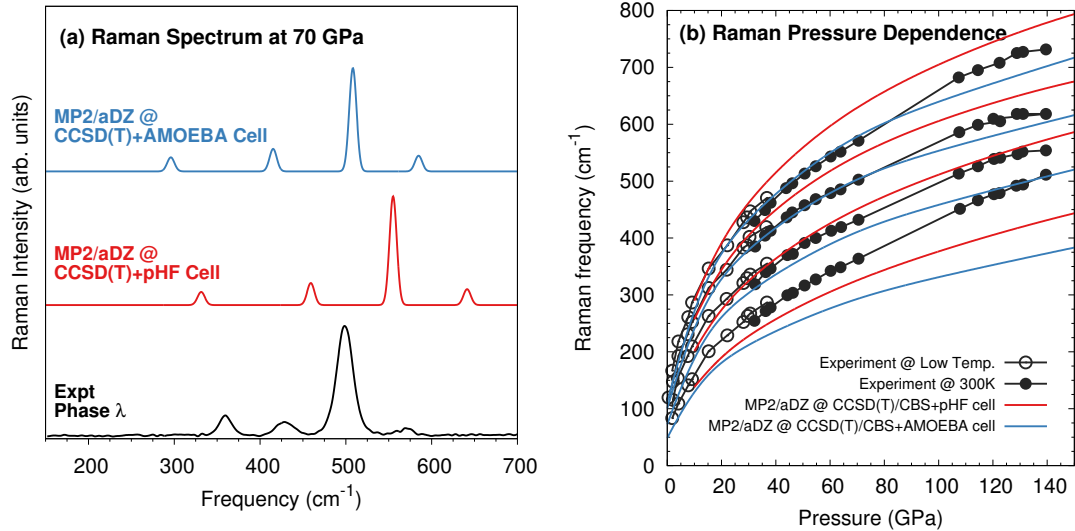 (a) Raman Spectrum at 70 GPa
MP2/aDZ @
CCSD(T)+AMOEBA Cell
MP2/aDZ @
CCSD(T)+pHF Cell
Expt
Phase λ
Raman Intensity (arb. units)
200 300 400 500 600 700
Frequency (cm⁻¹)
(b) Raman Pressure Dependence
800
700
600
500
400
300
200
100
0
Raman frequency (cm⁻¹)
Experiment @ Low Temp.
Experiment @ 300K
MP2/aDZ @ CCSD(T)/CBS+pHF cell
MP2/aDZ @ CCSD(T)/CBS+AMOEBA cell
0 20 40 60 80 100 120 140
Pressure (GPa)